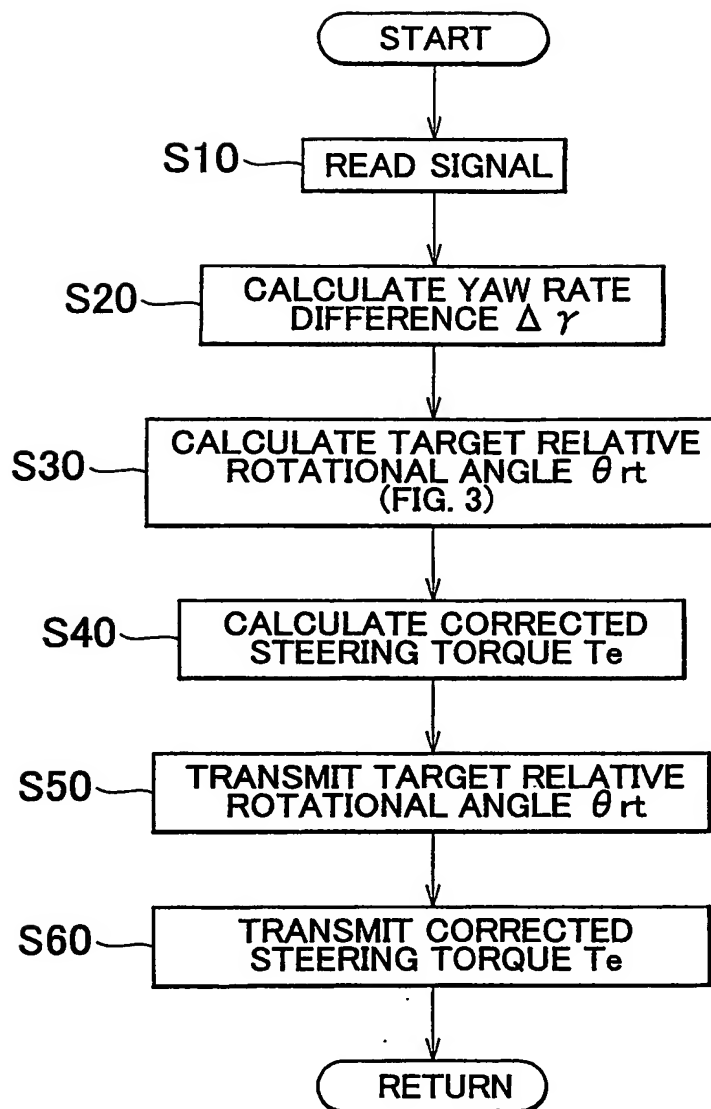 START
S10
READ SIGNAL
S20
CALCULATE YAW RATE
DIFFERENCE Δ γ
S30
CALCULATE TARGET RELATIVE
ROTATIONAL ANGLE θ rt
(FIG. 3)
S40
CALCULATE CORRECTED
STEERING TORQUE Te
S50
TRANSMIT TARGET RELATIVE
ROTATIONAL ANGLE θ rt
S60
TRANSMIT CORRECTED
STEERING TORQUE Te
RETURN